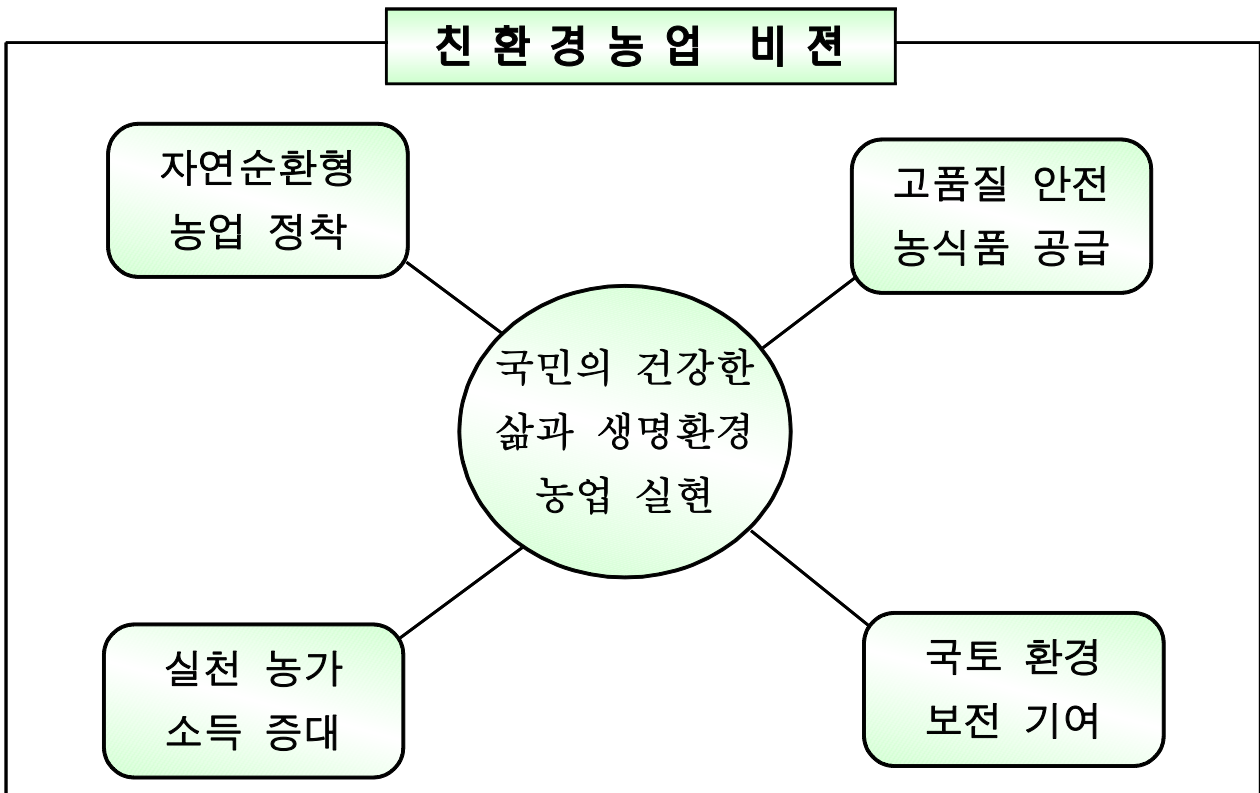 친환경농업 비젼
자연순환형
농업 정착
고품질 안전
농식품 공급
국민의 건강한
삶과 생명환경
농업 실현
실천 농가
소득 증대
국토 환경
보전 기여